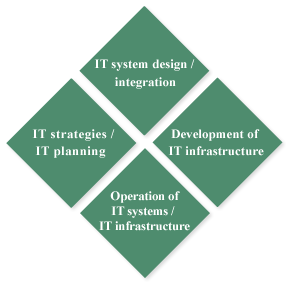 IT system design /
integration
IT strategies /
IT planning
Development of
IT infrastructure
Operation of
IT systems /
IT infrastructure